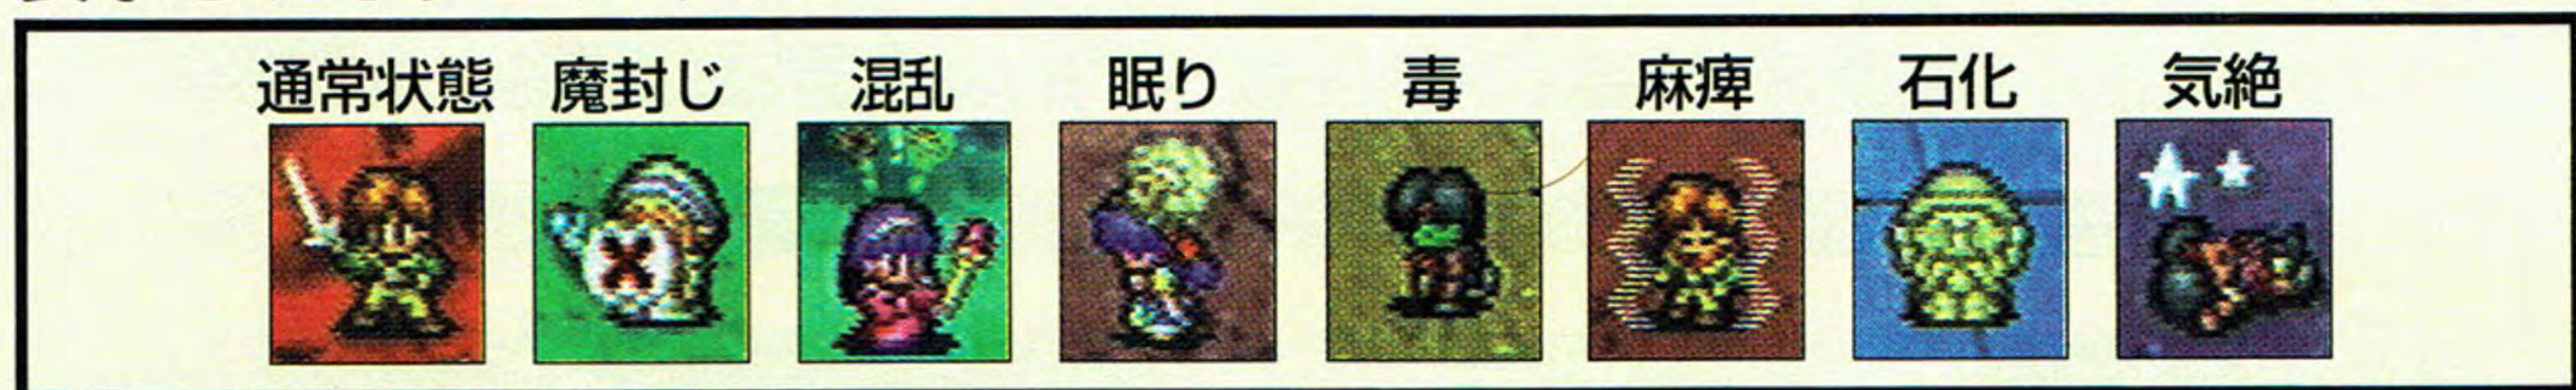 通常状態 魔封じ 混乱 眠り 毒 麻痺 石化 気絶